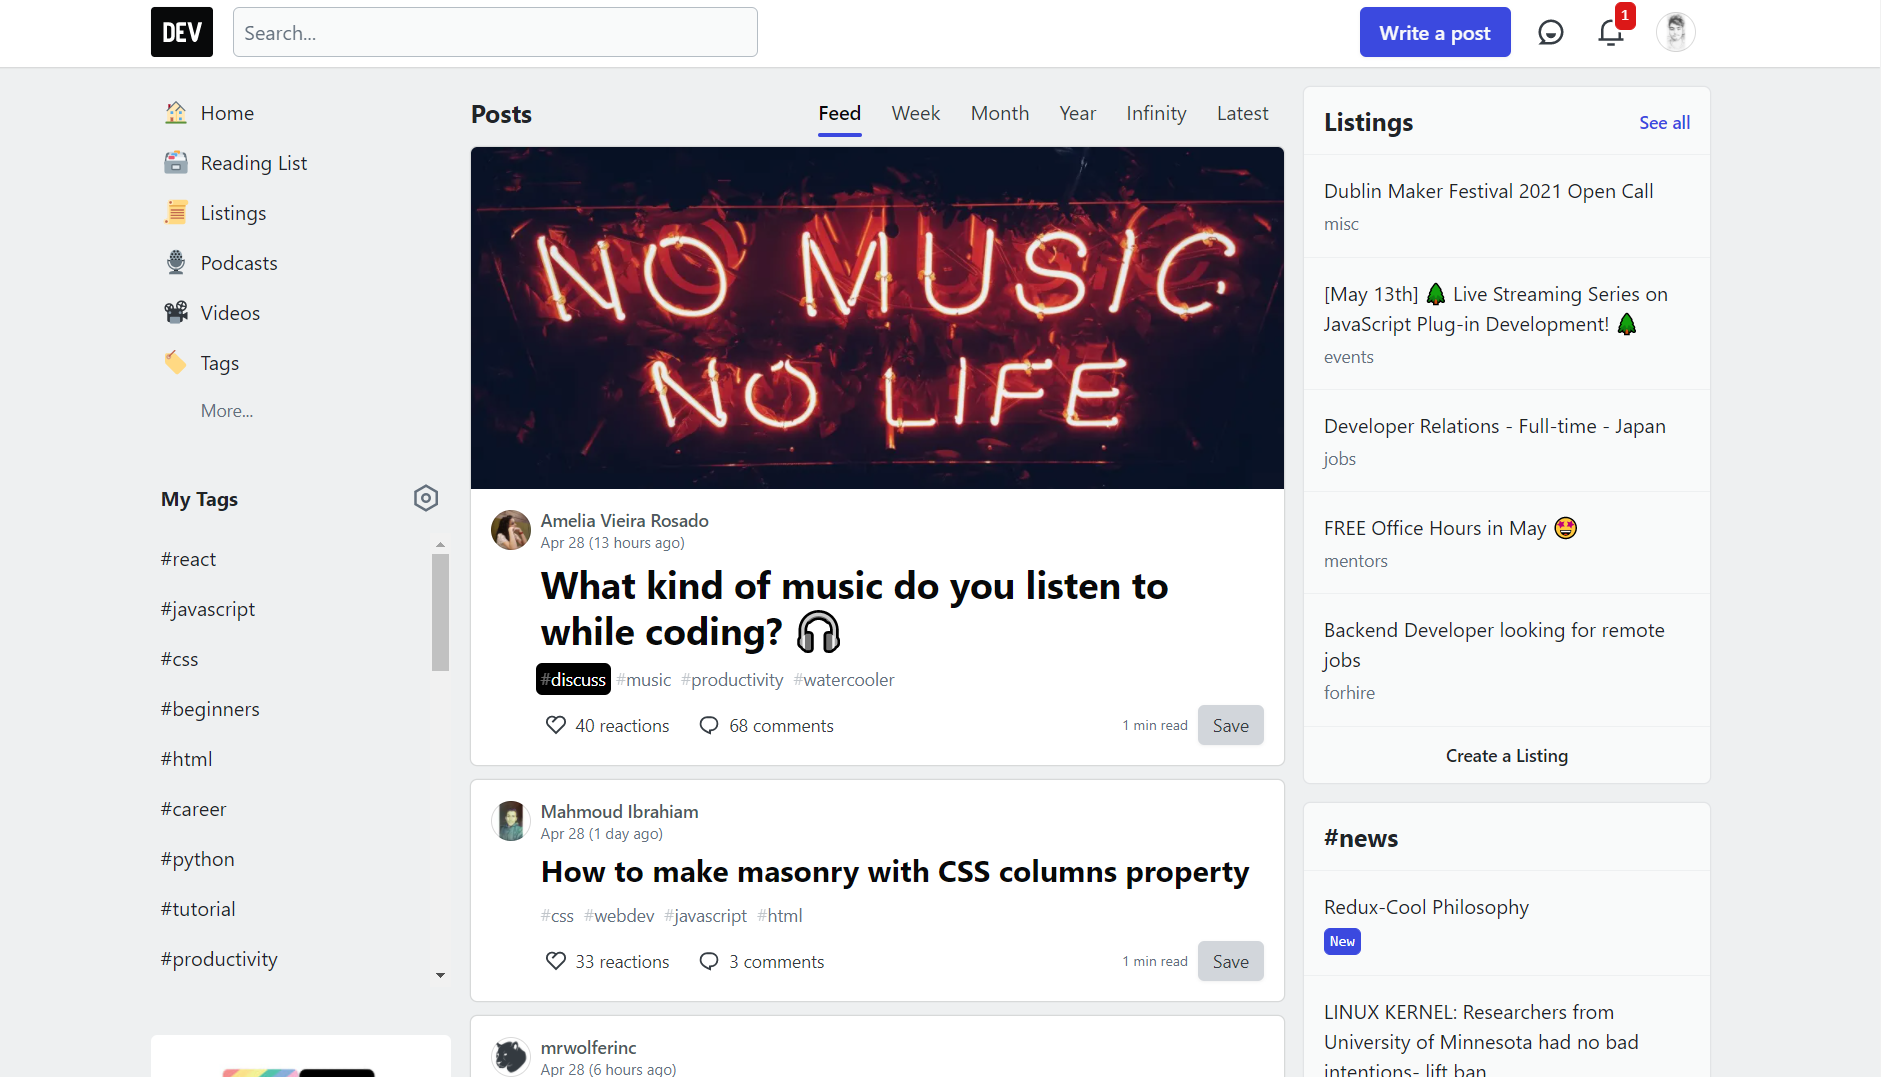 DEV
Search...
Write a post
1
Home
Reading List
Listings
Podcasts
Videos
Tags
More...
My Tags
#react
#javascript
#css
#beginners
#html
#career
#python
#tutorial
#productivity
Posts
Feed Week Month Year Infinity Latest
NO MUSIC
NO LIFE
Amelia Vieira Rosado
Apr 28 (13 hours ago)
What kind of music do you listen to
while coding? 🎧
#discuss #music #productivity #watercooler
40 reactions 68 comments 1 min read Save
Mahmoud Ibrahiam
Apr 28 (1 day ago)
How to make masonry with CSS columns property
#css #webdev #javascript #html
33 reactions 3 comments 1 min read Save
mrwolferinc
Apr 28 (6 hours ago)
Listings See all
Dublin Maker Festival 2021 Open Call
misc
[May 13th] 🌲 Live Streaming Series on
JavaScript Plug-in Development! 🌲
events
Developer Relations - Full-time - Japan
jobs
FREE Office Hours in May 🤩
mentors
Backend Developer looking for remote
jobs
forhire
Create a Listing
#news
Redux-Cool Philosophy
New
LINUX KERNEL: Researchers from
University of Minnesota had no bad
intentions- lift ban